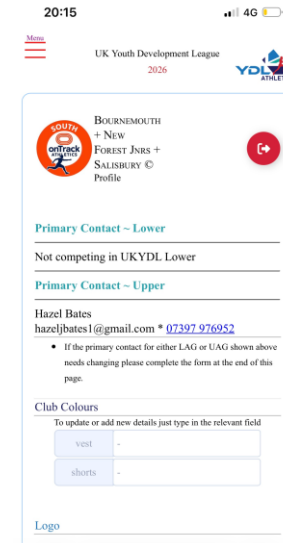 20:15
4G
Menu
UK Youth Development League
2026
YDL
ATHLET
SOUTH
onTrack
ATHLETICS
Bournemouth
+ New
Forest Jnrs +
Salisbury ©
Profile
Primary Contact ~ Lower
Not competing in UKYDL Lower
Primary Contact ~ Upper
Hazel Bates
hazeljbates1@gmail.com * 07397 976952
• If the primary contact for either LAG or UAG shown above
needs changing please complete the form at the end of this
page.
Club Colours
To update or add new details just type in the relevant field
vest -
shorts -
Logo